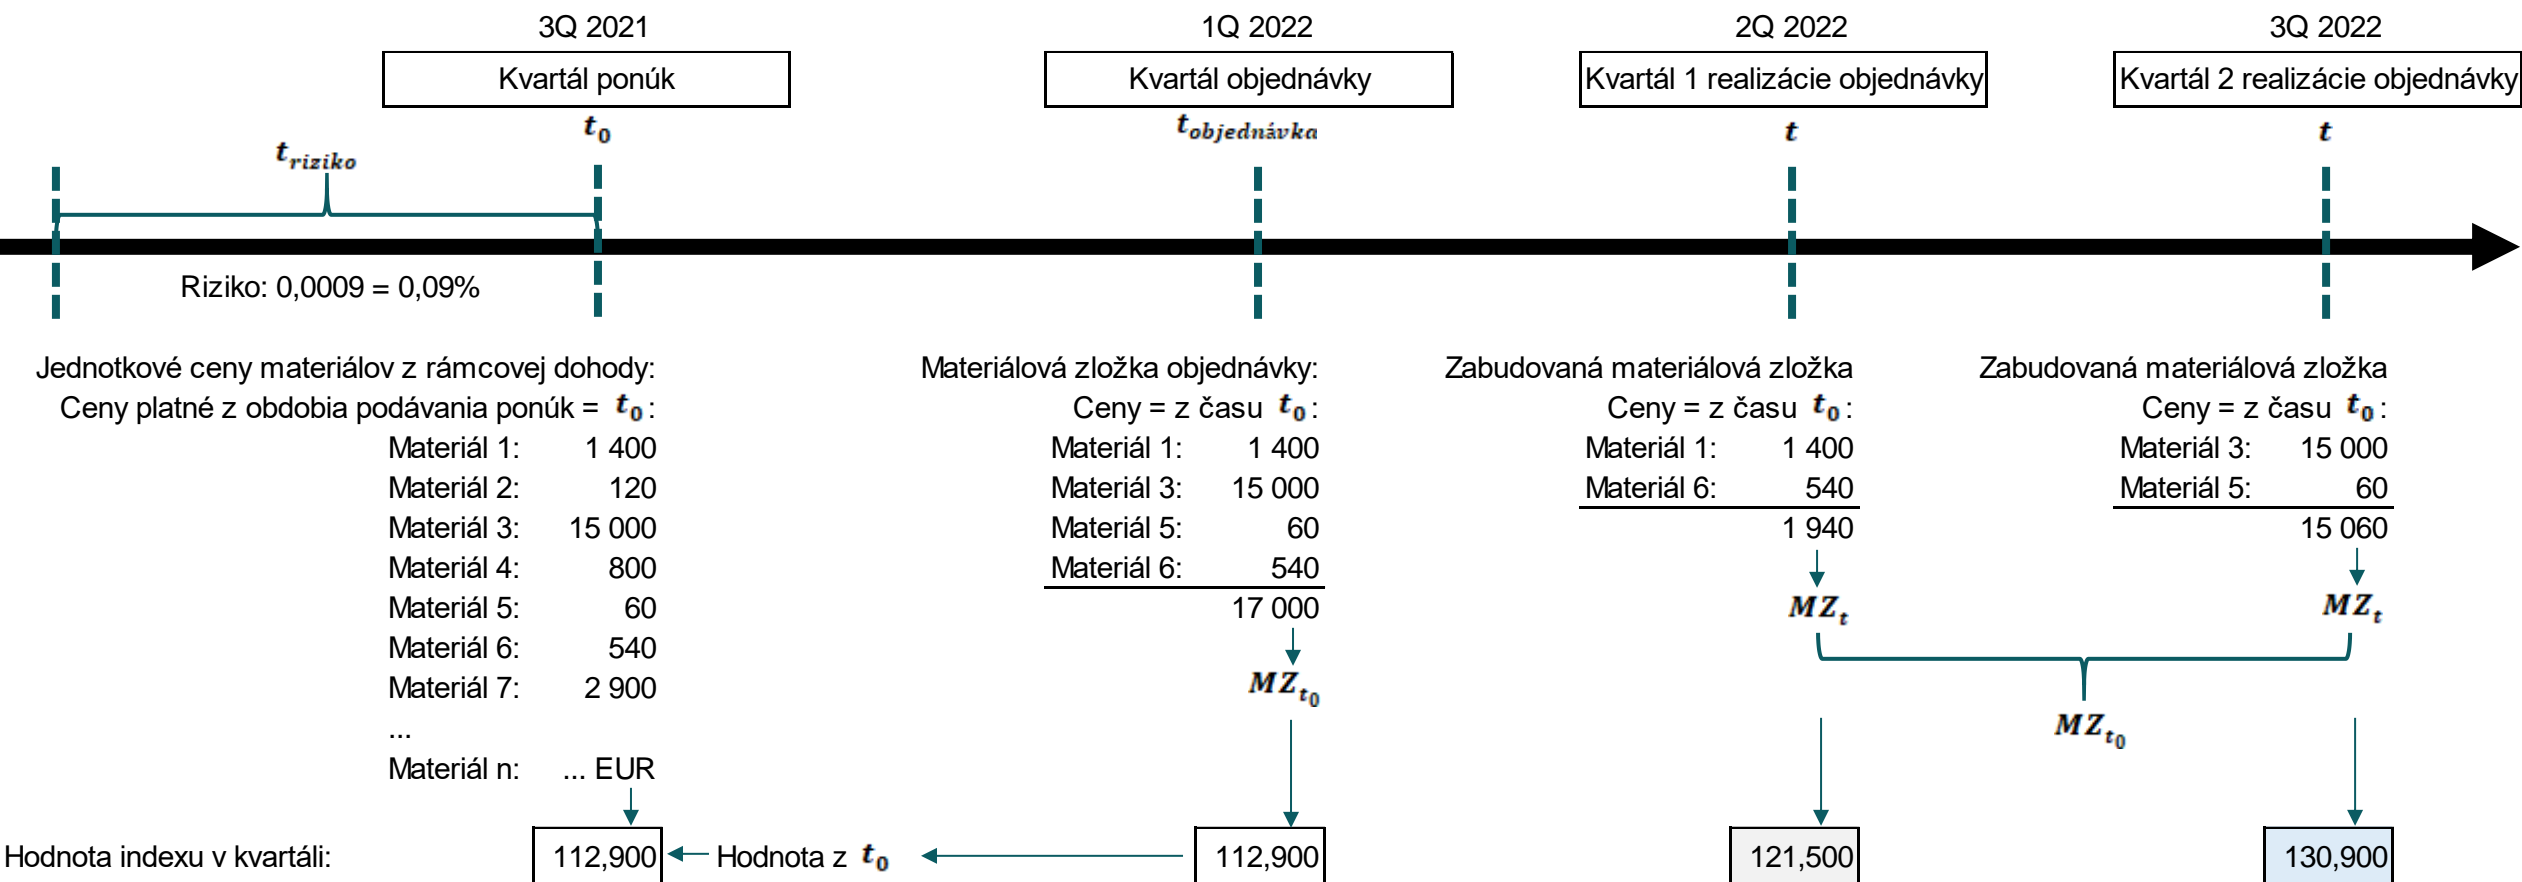 3Q 2021
1Q 2022
2Q 2022
3Q 2022
Kvartál ponúk
Kvartál objednávky
Kvartál 1 realizácie objednávky
Kvartál 2 realizácie objednávky
t₀
t_objednávka
t
t
t_riziko
Riziko: 0,0009 = 0,09%
Jednotkové ceny materiálov z rámcovej dohody:
Ceny platné z obdobia podávania ponúk = t₀:
Materiál 1: 1 400
Materiál 2: 120
Materiál 3: 15 000
Materiál 4: 800
Materiál 5: 60
Materiál 6: 540
Materiál 7: 2 900
...
Materiál n: ... EUR
Materiálová zložka objednávky:
Ceny = z času t₀:
Materiál 1: 1 400
Materiál 3: 15 000
Materiál 5: 60
Materiál 6: 540
17 000
MZ_t₀
Zabudovaná materiálová zložka
Ceny = z času t₀:
Materiál 1: 1 400
Materiál 6: 540
1 940
MZ_t
Zabudovaná materiálová zložka
Ceny = z času t₀:
Materiál 3: 15 000
Materiál 5: 60
15 060
MZ_t
MZ_t₀
Hodnota indexu v kvartáli: 112,900 Hodnota z t₀ 112,900 121,500 130,900